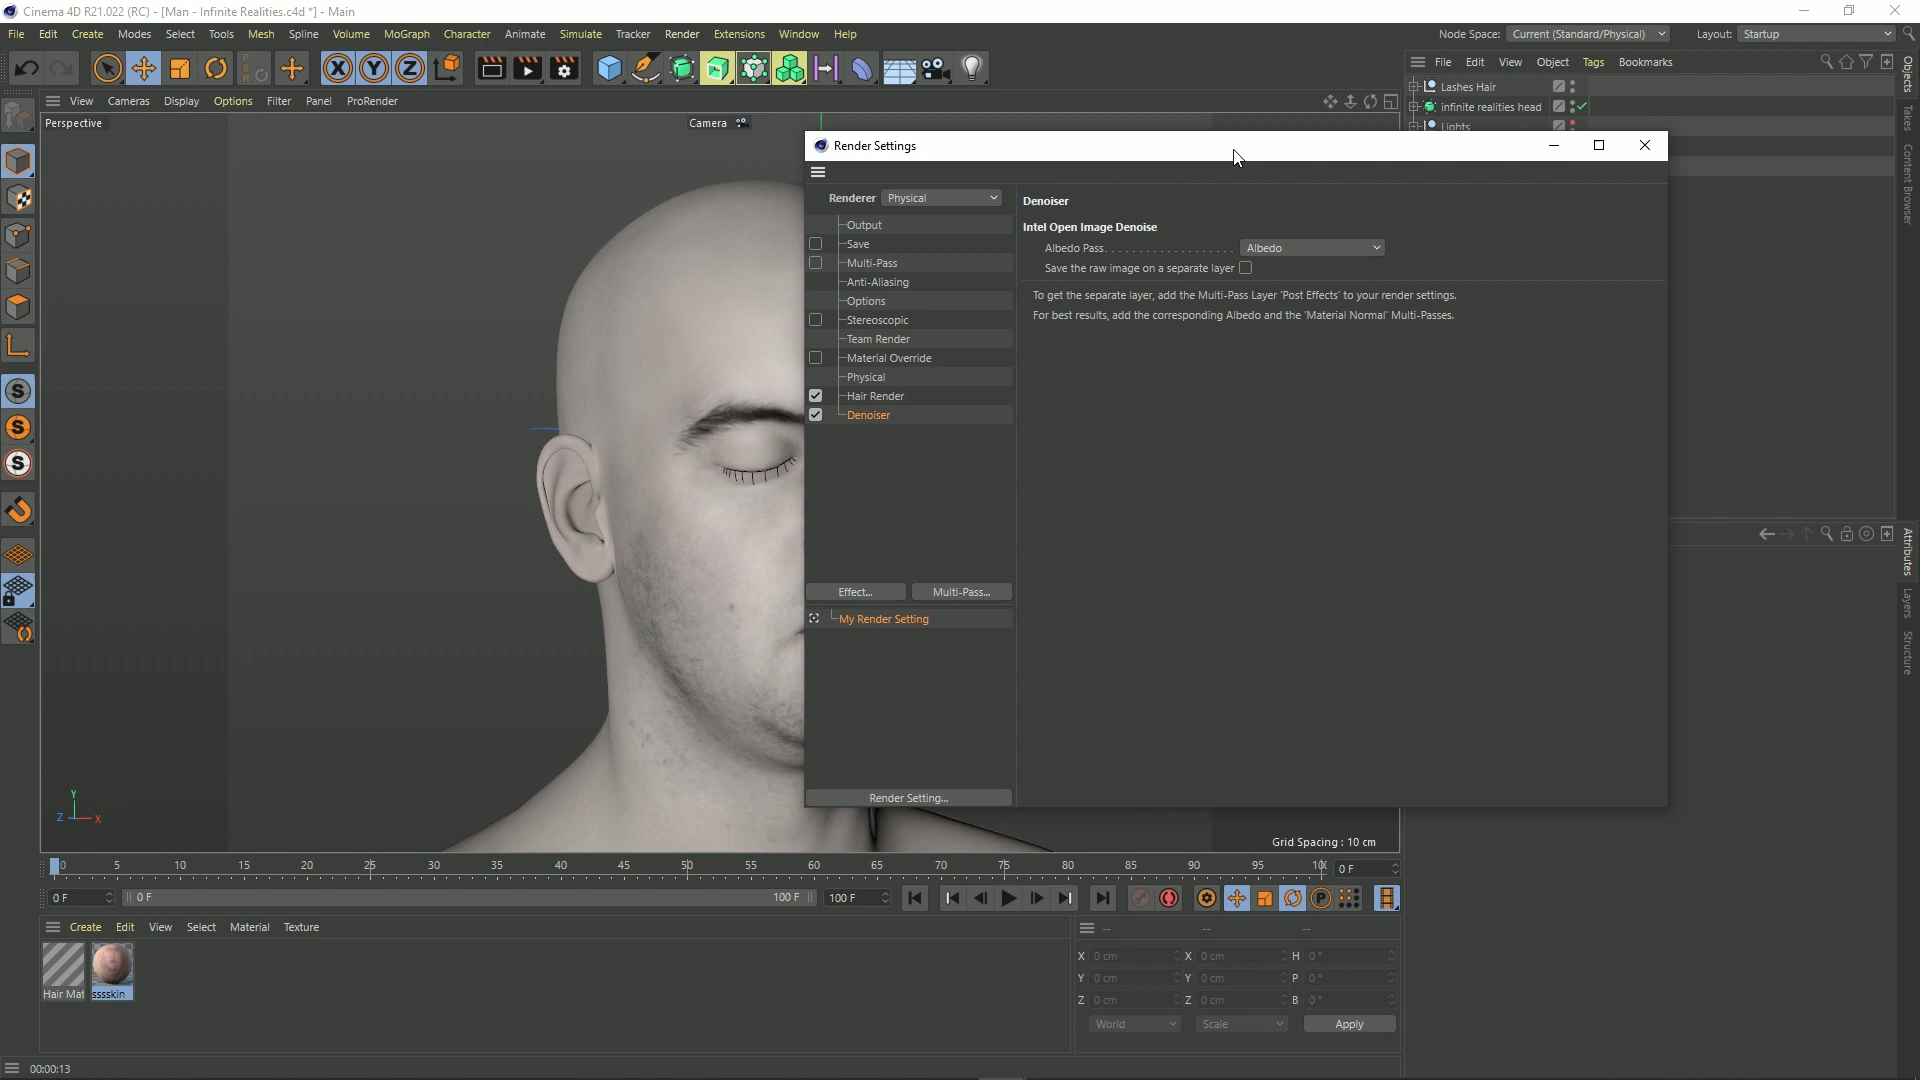 Cinema 4D R21.022 (RC) - [Man - Infinite Realities.c4d *] - Main
File Edit Create Modes Select Tools Mesh Spline Volume MoGraph Character Animate Simulate Tracker Render Extensions Window Help
Node Space: Current (Standard/Physical) Layout: Startup
P S R
X Y Z
File Edit View Object Tags Bookmarks
View Cameras Display Options Filter Panel ProRender
Perspective
Camera
Lashes Hair
infinite realities head
Lights
Objects
Takes
Content Browser
Render Settings
Renderer Physical
Output
Save
Multi-Pass
Anti-Aliasing
Options
Stereoscopic
Team Render
Material Override
Physical
Hair Render
Denoiser
Effect... Multi-Pass...
My Render Setting
Render Setting...
Denoiser
Intel Open Image Denoise
Albedo Pass. . . . . . . . . . . . . . . . . . Albedo
Save the raw image on a separate layer
To get the separate layer, add the Multi-Pass Layer 'Post Effects' to your render settings.
For best results, add the corresponding Albedo and the 'Material Normal' Multi-Passes.
Attributes
Layers
Structure
S
S
S
Y
Z X
Grid Spacing : 10 cm
0 5 10 15 20 25 30 35 40 45 50 55 60 65 70 75 80 85 90 95 0 F
0 F 0 F 100 F 100 F
P
Create Edit View Select Material Texture
-- -- --
Hair Mat sssskin
X 0 cm X 0 cm H 0 °
Y 0 cm Y 0 cm P 0 °
Z 0 cm Z 0 cm B 0 °
World Scale Apply
00:00:13